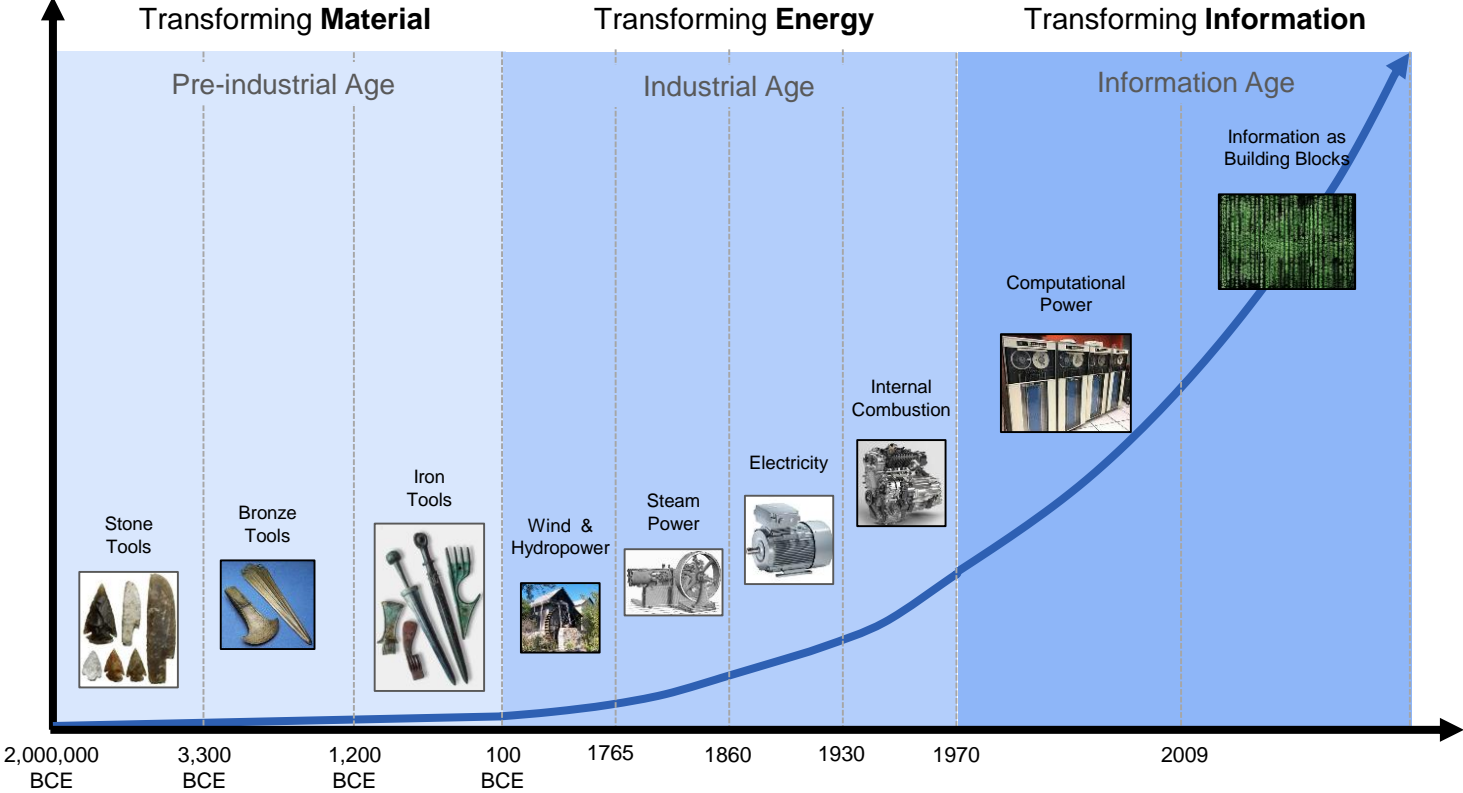 Transforming Material
Transforming Energy
Transforming Information
Pre-industrial Age
Industrial Age
Information Age
Information as
Building Blocks
Computational
Power
Internal
Combustion
Electricity
Iron
Tools
Steam
Power
Bronze
Tools
Stone
Tools
Wind &
Hydropower
2,000,000
BCE
3,300
BCE
1,200
BCE
100
BCE
1765
1860
1930
1970
2009